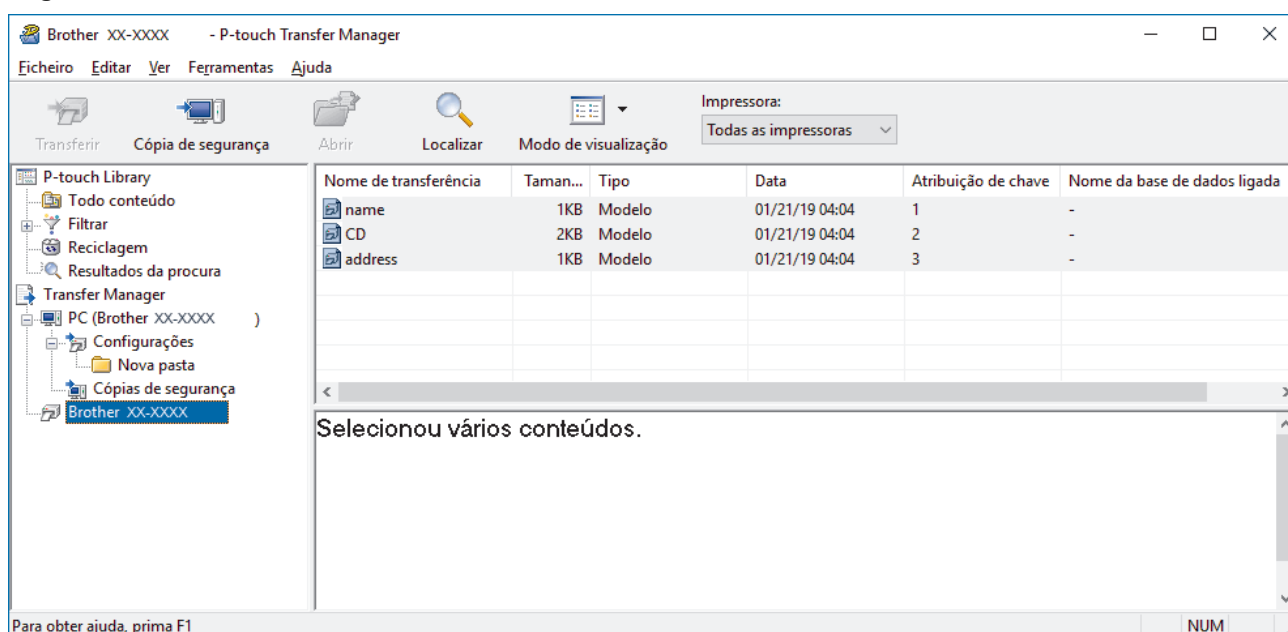 Brother XX-XXXX - P-touch Transfer Manager
Ficheiro Editar Ver Ferramentas Ajuda
Transferir Cópia de segurança Abrir Localizar Modo de visualização
Impressora:
Todas as impressoras
P-touch Library
Todo conteúdo
Filtrar
Reciclagem
Resultados da procura
Transfer Manager
PC (Brother XX-XXXX )
Configurações
Nova pasta
Cópias de segurança
Brother XX-XXXX
Nome de transferência Taman... Tipo Data Atribuição de chave Nome da base de dados ligada
name 1KB Modelo 01/21/19 04:04 1 -
CD 2KB Modelo 01/21/19 04:04 2 -
address 1KB Modelo 01/21/19 04:04 3 -
Selecionou vários conteúdos.
Para obter ajuda, prima F1 NUM